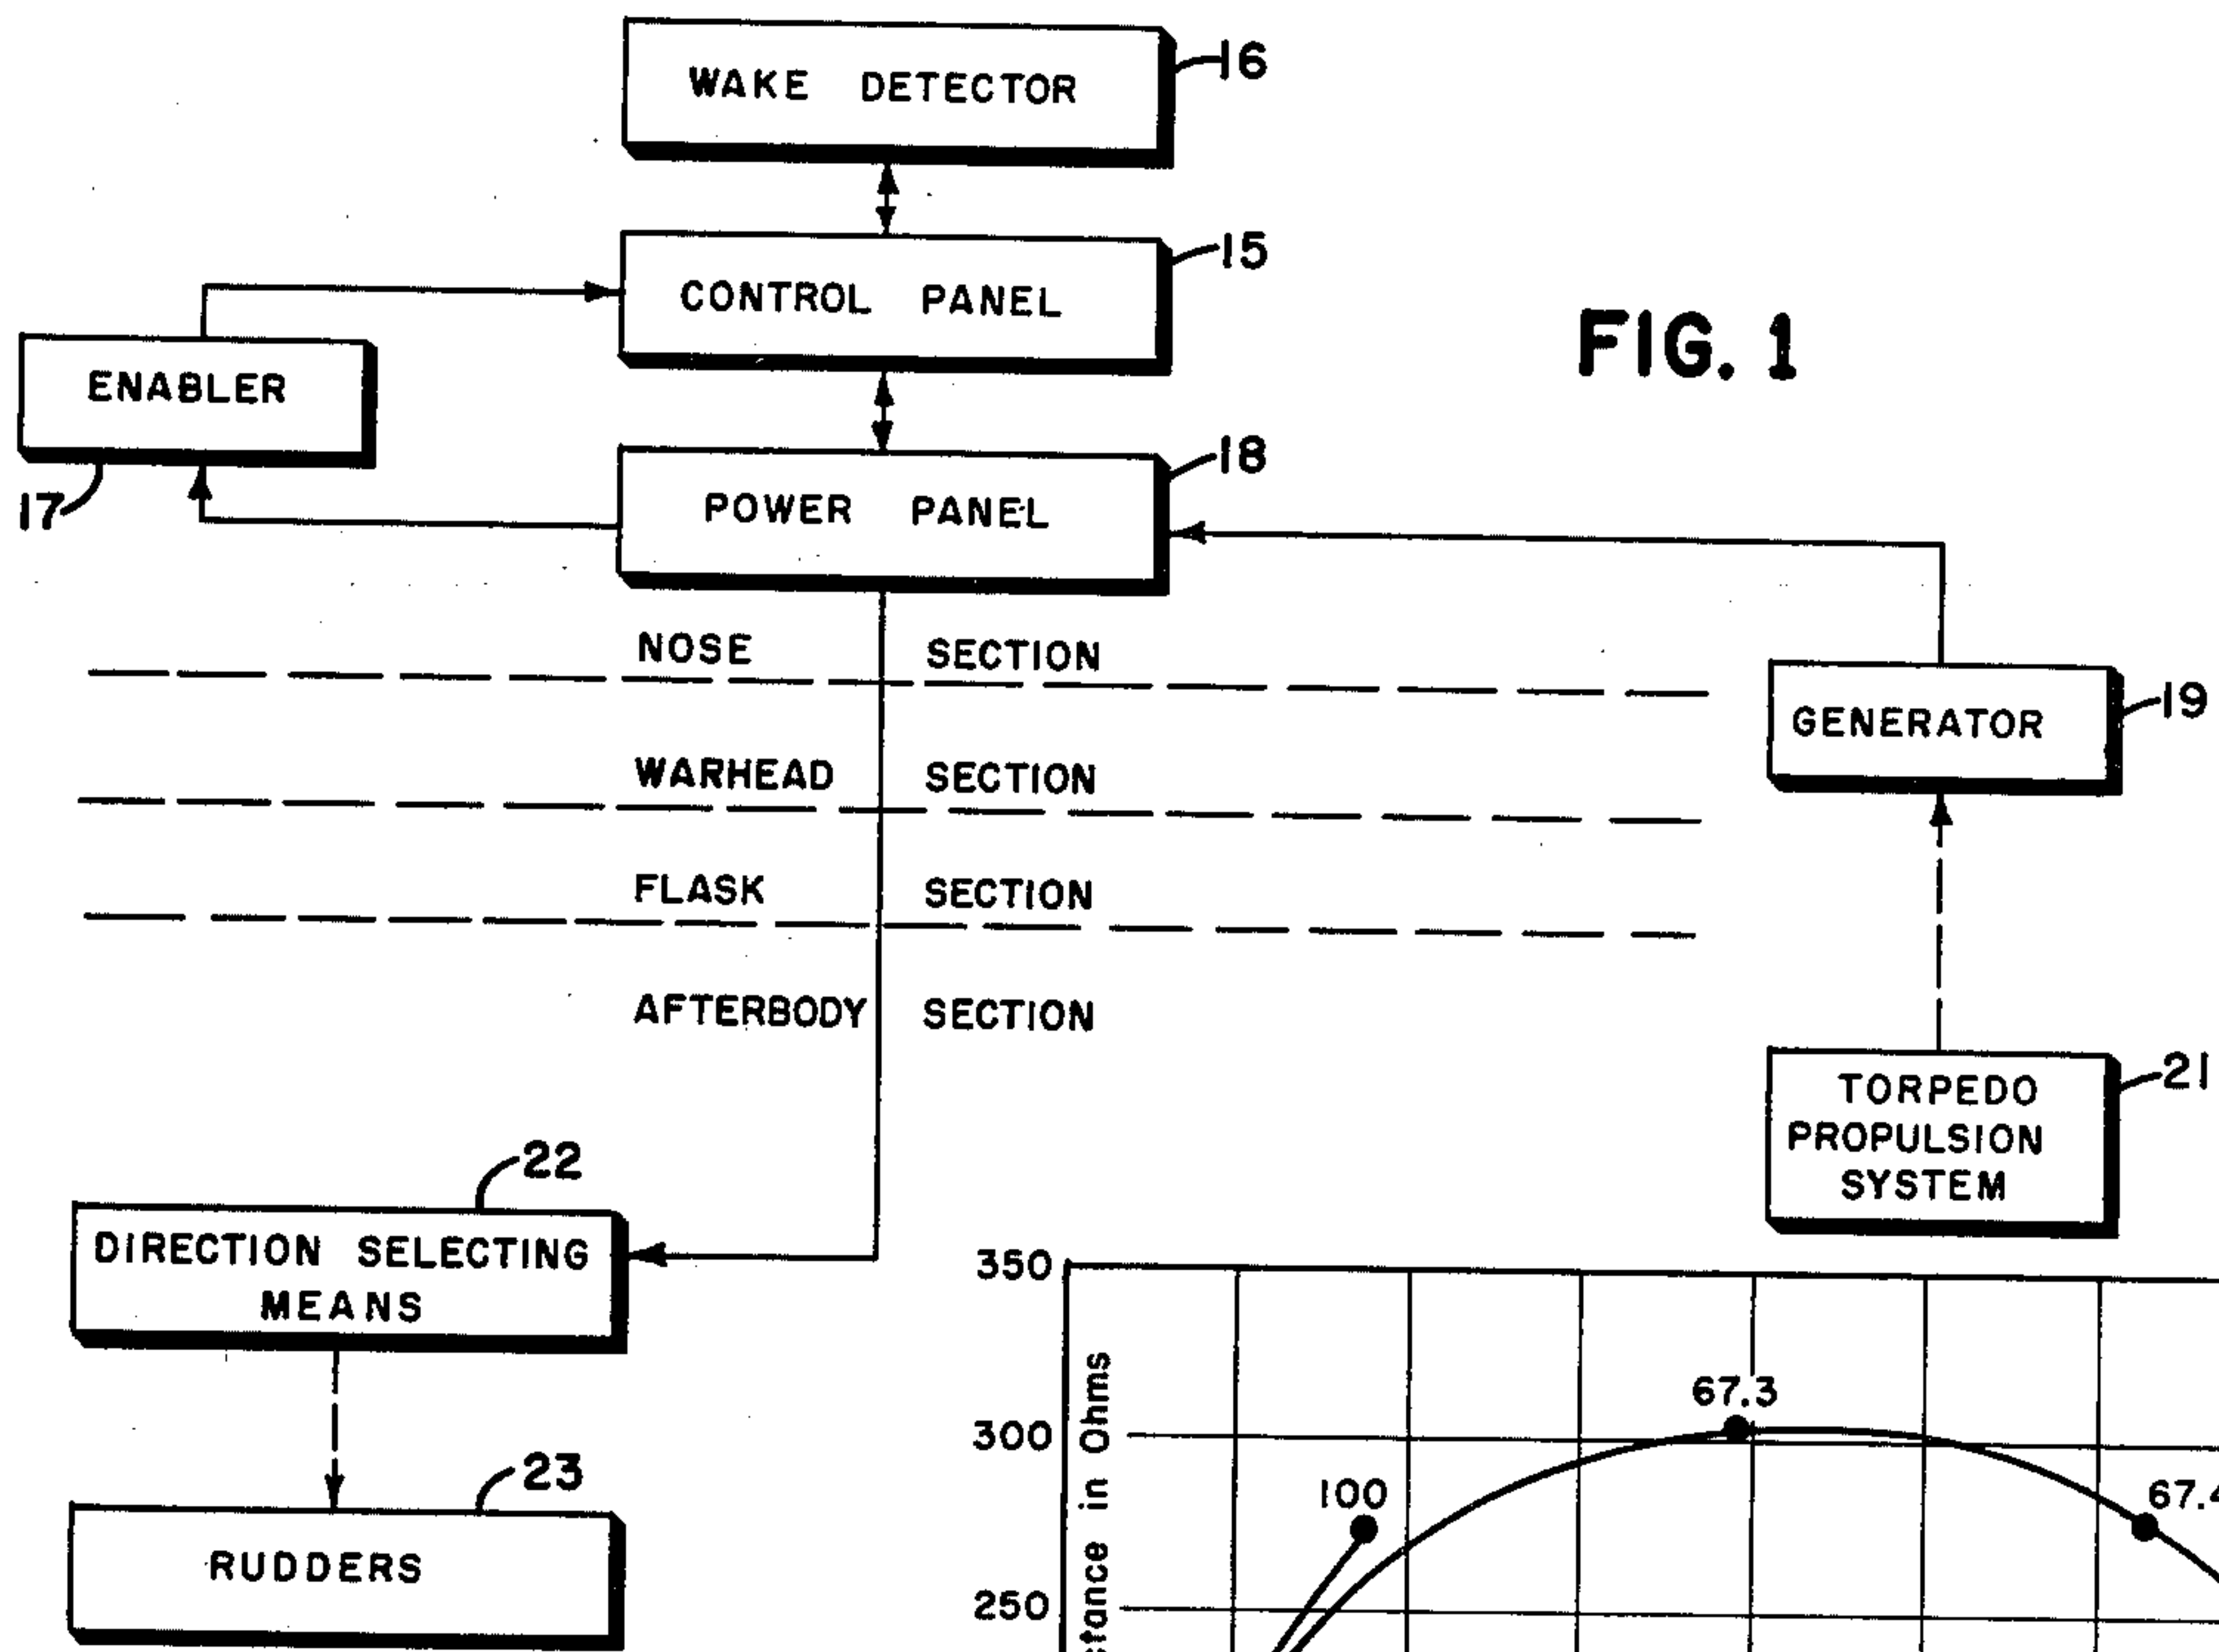 WAKE DETECTOR
16
CONTROL PANEL
15
FIG. 1
ENABLER
17
POWER PANEL
18
NOSE SECTION
GENERATOR
19
WARHEAD SECTION
FLASK SECTION
AFTERBODY SECTION
TORPEDO
PROPULSION
SYSTEM
21
22
DIRECTION SELECTING
MEANS
23
RUDDERS
350
300
250
in Ohms
67.3
100